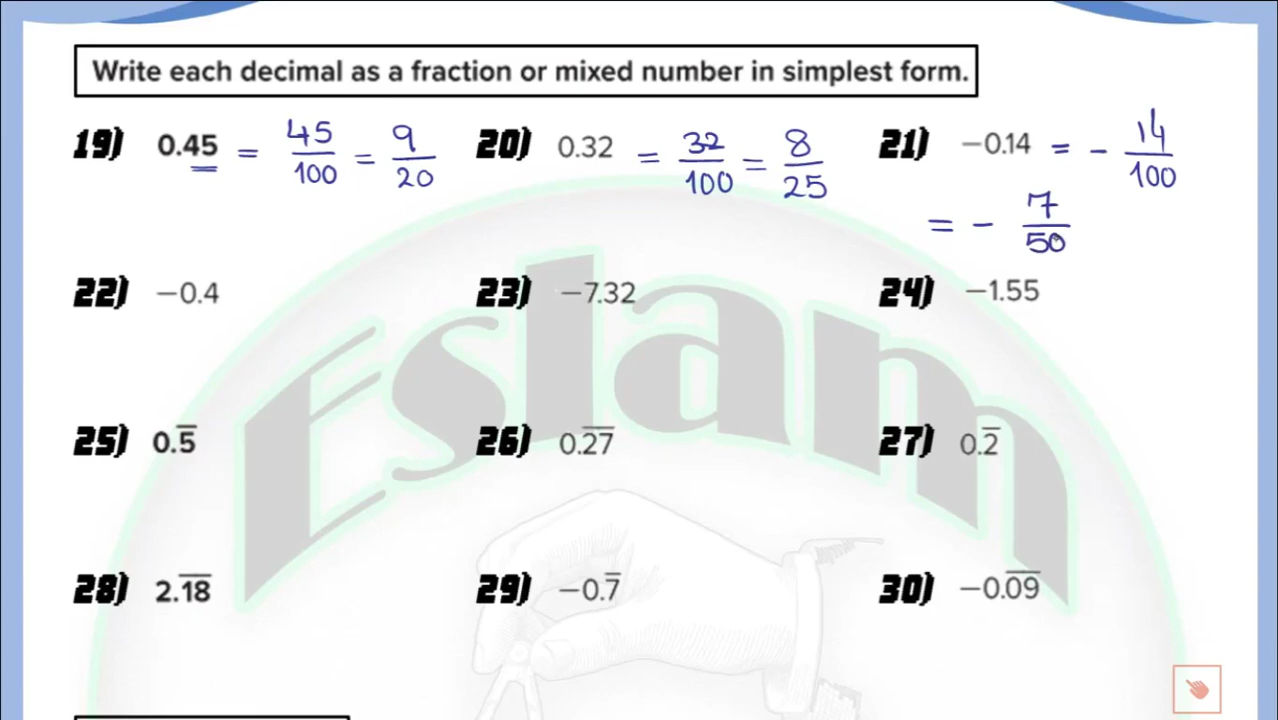 Write each decimal as a fraction or mixed number in simplest form.
19) 0.45 = 45/100 = 9/20 20) 0.32 = 32/100 = 8/25 21) −0.14 = - 14/100
= - 7/50
22) −0.4 23) −7.32 24) −1.55
25) 0.5̅ 26) 0.2̅7̅ 27) 0.2̅
28) 2.1̅8̅ 29) −0.7̅ 30) −0.0̅9̅
Eslam